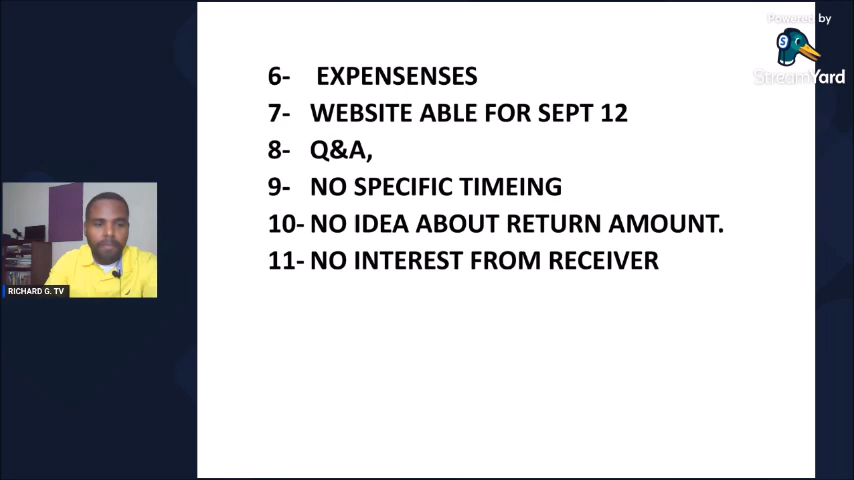 Powered by
StreamYard
6- EXPENSENSES
7- WEBSITE ABLE FOR SEPT 12
8- Q&A,
9- NO SPECIFIC TIMEING
10- NO IDEA ABOUT RETURN AMOUNT.
11- NO INTEREST FROM RECEIVER
RICHARD G. TV